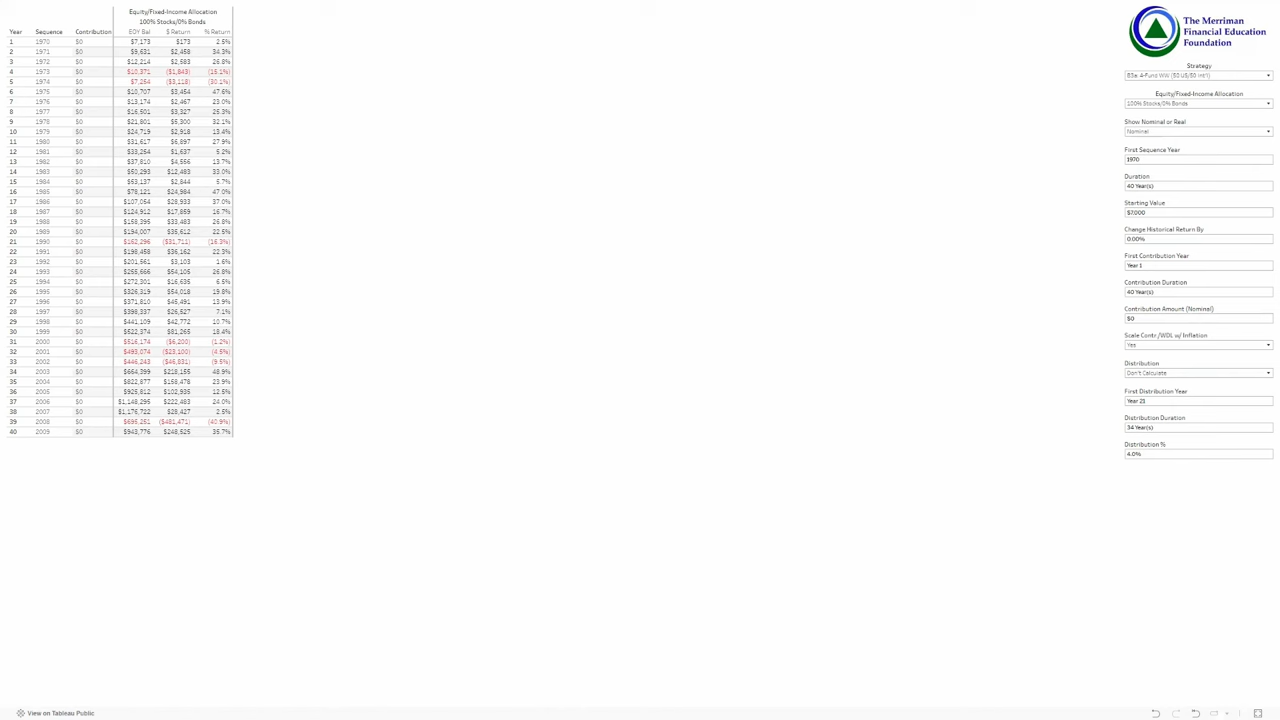 Equity/Fixed-Income Allocation
100% Stocks/0% Bonds
Year Sequence Contribution EOY Bal $ Return % Return
1 1970 $0 $7,173 $173 2.5%
2 1971 $0 $9,631 $2,458 34.3%
3 1972 $0 $12,214 $2,583 26.8%
4 1973 $0 $10,371 ($1,843) (15.1%)
5 1974 $0 $7,254 ($3,118) (30.1%)
6 1975 $0 $10,707 $3,454 47.6%
7 1976 $0 $13,174 $2,467 23.0%
8 1977 $0 $16,501 $3,327 25.3%
9 1978 $0 $21,801 $5,300 32.1%
10 1979 $0 $24,719 $2,918 13.4%
11 1980 $0 $31,617 $6,897 27.9%
12 1981 $0 $33,254 $1,637 5.2%
13 1982 $0 $37,810 $4,556 13.7%
14 1983 $0 $50,293 $12,483 33.0%
15 1984 $0 $53,137 $2,844 5.7%
16 1985 $0 $78,121 $24,984 47.0%
17 1986 $0 $107,054 $28,933 37.0%
18 1987 $0 $124,912 $17,859 16.7%
19 1988 $0 $158,395 $33,483 26.8%
20 1989 $0 $194,007 $35,612 22.5%
21 1990 $0 $162,296 ($31,711) (16.3%)
22 1991 $0 $198,458 $36,162 22.3%
23 1992 $0 $201,561 $3,103 1.6%
24 1993 $0 $255,666 $54,105 26.8%
25 1994 $0 $272,301 $16,635 6.5%
26 1995 $0 $326,319 $54,018 19.8%
27 1996 $0 $371,810 $45,491 13.9%
28 1997 $0 $398,337 $26,527 7.1%
29 1998 $0 $441,109 $42,772 10.7%
30 1999 $0 $522,374 $81,265 18.4%
31 2000 $0 $516,174 ($6,200) (1.2%)
32 2001 $0 $493,074 ($23,100) (4.5%)
33 2002 $0 $446,243 ($46,831) (9.5%)
34 2003 $0 $664,399 $218,155 48.9%
35 2004 $0 $822,877 $158,478 23.9%
36 2005 $0 $925,812 $102,935 12.5%
37 2006 $0 $1,148,295 $222,483 24.0%
38 2007 $0 $1,176,722 $28,427 2.5%
39 2008 $0 $695,251 ($481,471) (40.9%)
40 2009 $0 $943,776 $248,525 35.7%
The Merriman
Financial Education
Foundation
Strategy
B3a. 4-Fund WW (50 US/50 Int'l)
Equity/Fixed-Income Allocation
100% Stocks/0% Bonds
Show Nominal or Real
Nominal
First Sequence Year
1970
Duration
40 Year(s)
Starting Value
$7,000
Change Historical Return By
0.00%
First Contribution Year
Year 1
Contribution Duration
40 Year(s)
Contribution Amount (Nominal)
$0
Scale Contr./WDL w/ Inflation
Yes
Distribution
Don't Calculate
First Distribution Year
Year 21
Distribution Duration
34 Year(s)
Distribution %
4.0%
View on Tableau Public